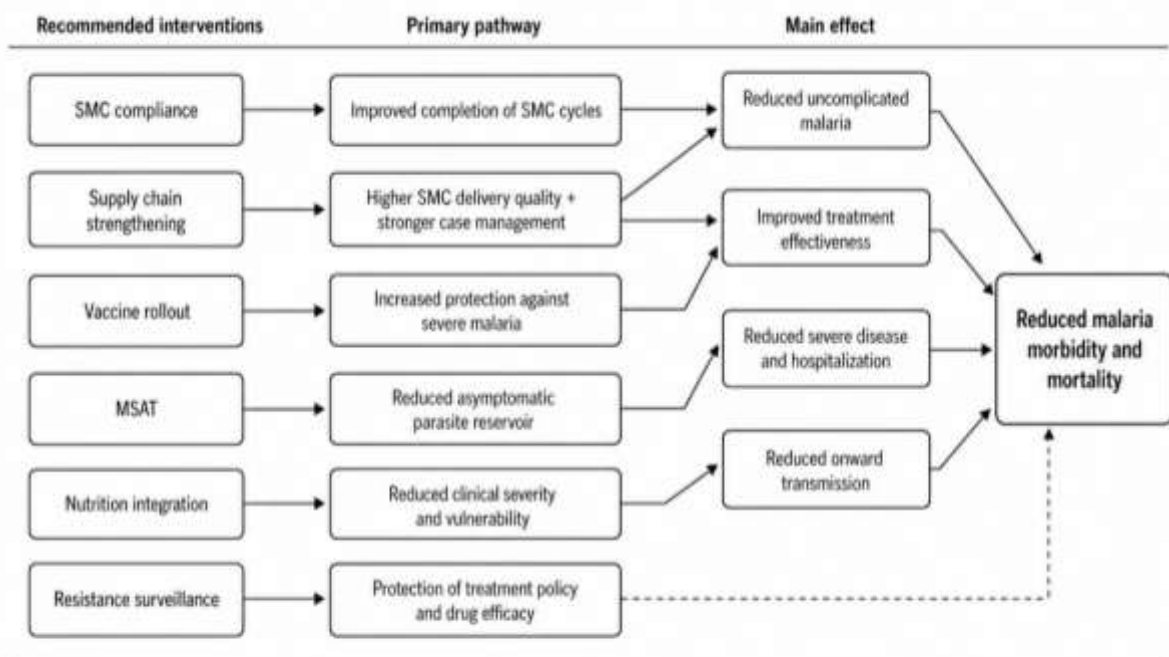 Recommended interventions
Primary pathway
Main effect
SMC compliance
Improved completion of SMC cycles
Reduced uncomplicated
malaria
Supply chain
strengthening
Higher SMC delivery quality +
stronger case management
Improved treatment
effectiveness
Vaccine rollout
Increased protection against
severe malaria
Reduced severe disease
and hospitalization
Reduced malaria
morbidity and
mortality
MSAT
Reduced asymptomatic
parasite reservoir
Reduced onward
transmission
Nutrition integration
Reduced clinical severity
and vulnerability
Resistance surveillance
Protection of treatment policy
and drug efficacy